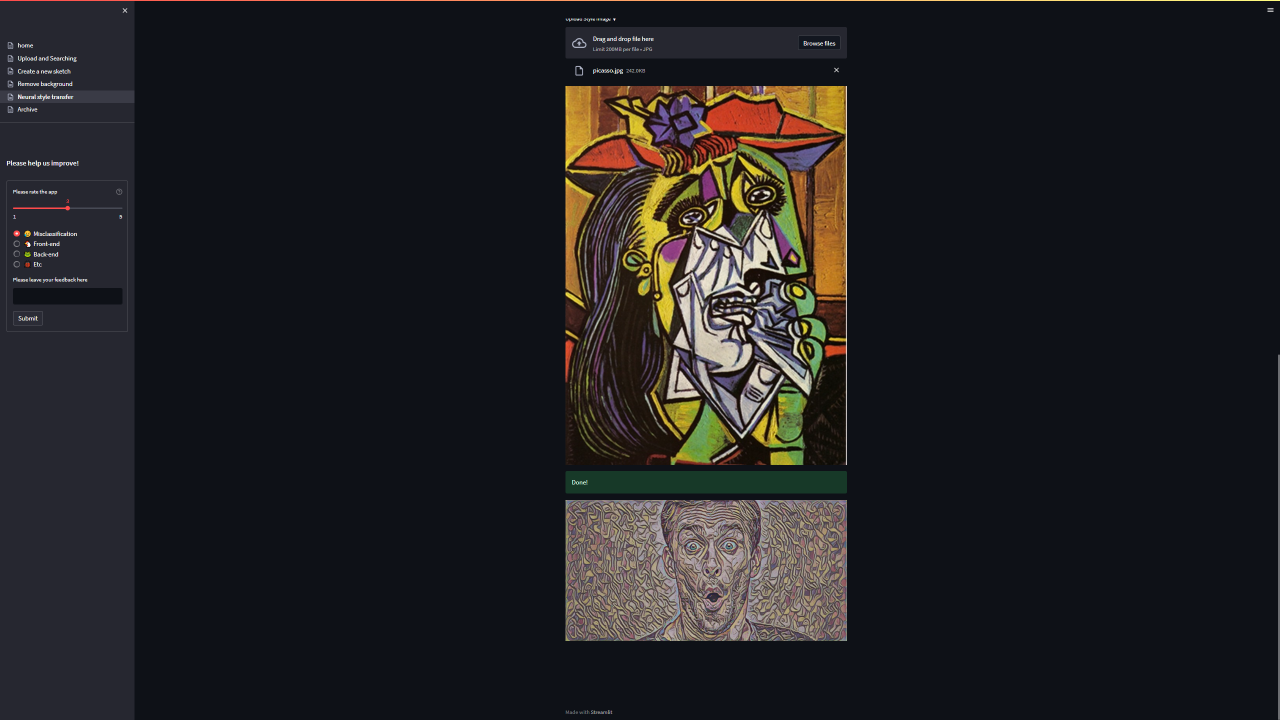 home
Upload and Searching
Create a new sketch
Remove background
Neural style transfer
Archive
Please help us improve!
Please rate the app
3
1 5
Misclassification
Front-end
Back-end
Etc
Please leave your feedback here
Submit
Upload Style Image
Drag and drop file here
Limit 200MB per file • JPG
Browse files
picasso.jpg 242.0KB
Done!
Made with Streamlit